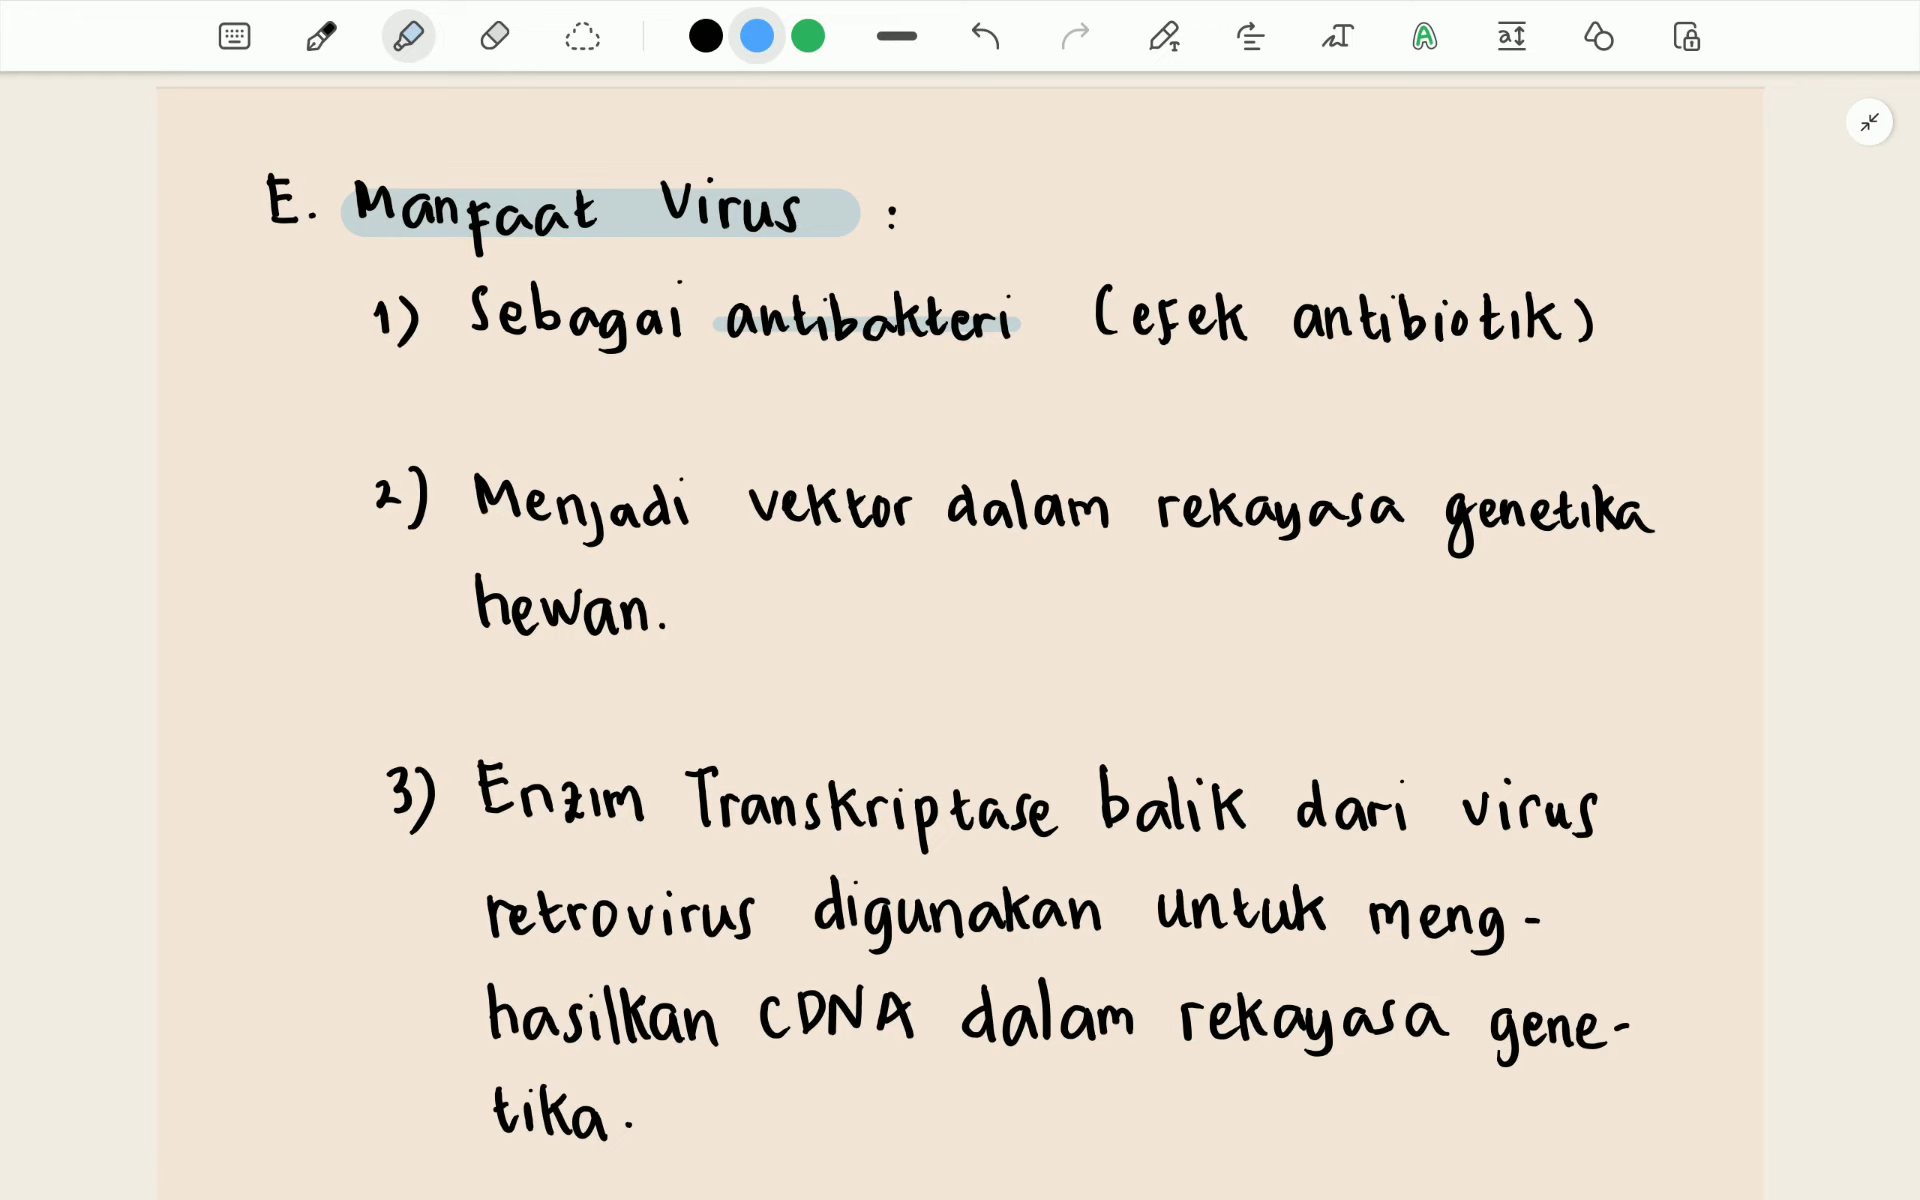 E. Manfaat Virus :
1) Sebagai antibakteri (efek antibiotik)
2) Menjadi vektor dalam rekayasa genetika
hewan.
3) Enzim Transkriptase balik dari virus
retrovirus digunakan untuk meng-
hasilkan CDNA dalam rekayasa gene-
tika.